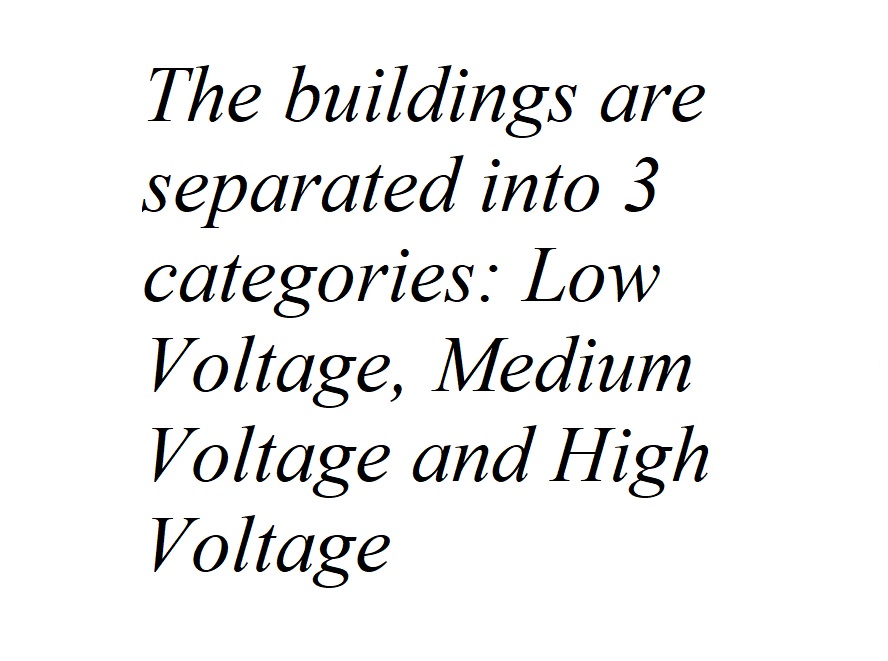 The buildings are
separated into 3
categories: Low
Voltage, Medium
Voltage and High
Voltage